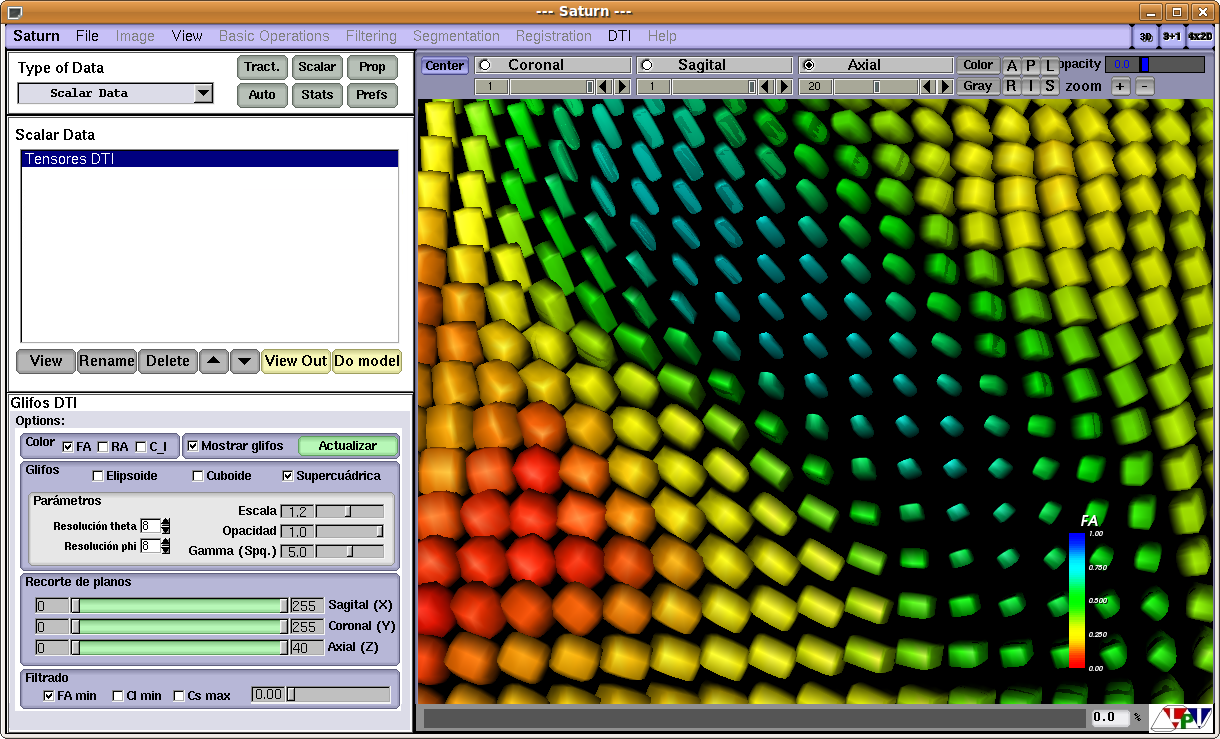 --- Saturn ---
Saturn File Image View Basic Operations Filtering Segmentation Registration DTI Help 3D 3+1 4x2D
Type of Data Tract. Scalar Prop
Scalar Data Auto Stats Prefs
Center Coronal Sagital Axial Color A P L opacity 0.0
1 1 20 Gray R I S zoom + -
Scalar Data
Tensores DTI
View Rename Delete View Out Do model
Glifos DTI
Options:
Color FA RA C_l Mostrar glifos Actualizar
Glifos Elipsoide Cuboide Supercuádrica
Parámetros
Resolución theta 8
Resolución phi 8
Escala 1.2
Opacidad 1.0
Gamma (Spq.) 5.0
Recorte de planos
0 255 Sagital (X)
0 255 Coronal (Y)
0 40 Axial (Z)
Filtrado
FA min Cl min Cs max 0.00
FA
1.00
0.750
0.500
0.250
0.00
0.0 %
LPI